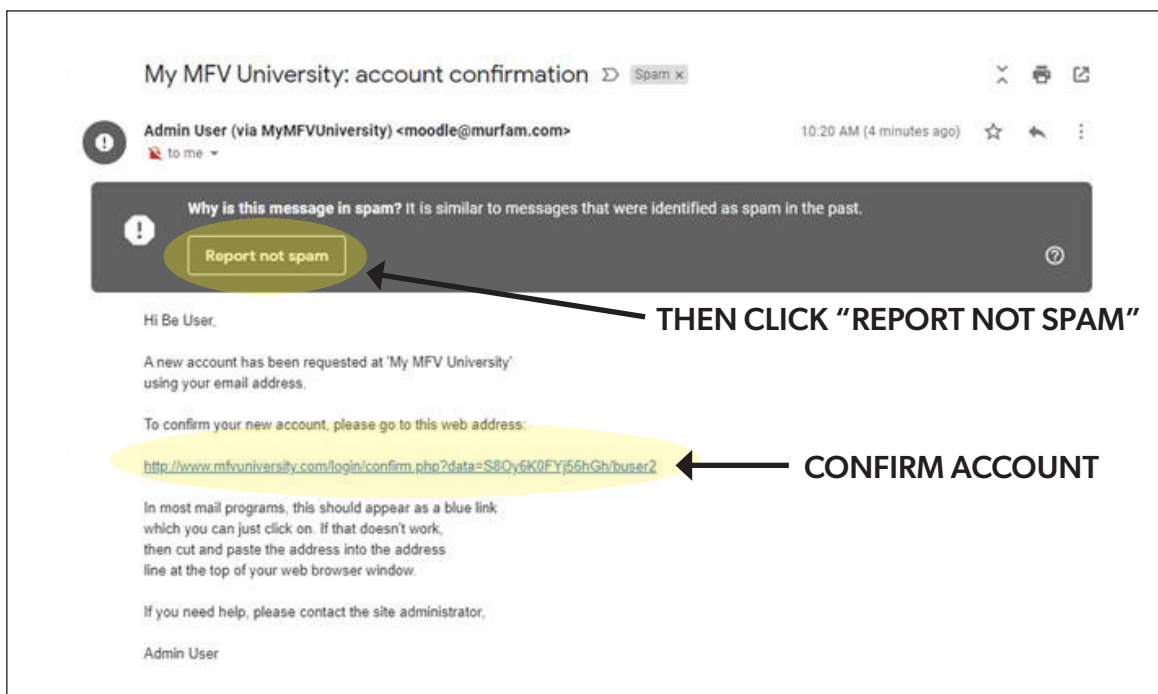 My MFV University: account confirmation Spam x
Admin User (via MyMFVUniversity) <moodle@murfam.com> 10:20 AM (4 minutes ago)
to me
Why is this message in spam? It is similar to messages that were identified as spam in the past.
Report not spam
THEN CLICK “REPORT NOT SPAM”
Hi Be User,
A new account has been requested at 'My MFV University'
using your email address.
To confirm your new account, please go to this web address:
http://www.mfvuniversity.com/login/confirm.php?data=S8Oy6K0FYj56hGh/buser2
CONFIRM ACCOUNT
In most mail programs, this should appear as a blue link
which you can just click on. If that doesn't work,
then cut and paste the address into the address
line at the top of your web browser window.
If you need help, please contact the site administrator,
Admin User